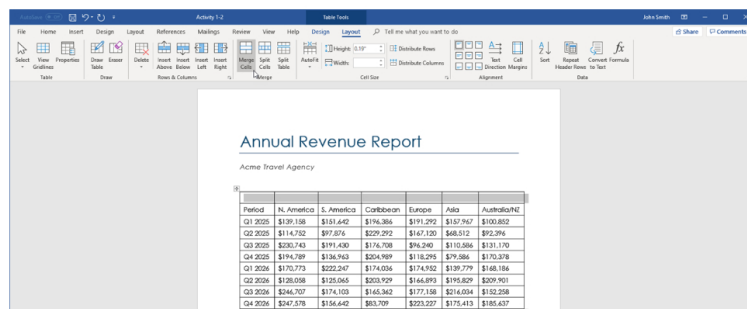 AutoSave Off Activity 1-2 Table Tools John Smith
File Home Insert Design Layout References Mailings Review View Help Design Layout Tell me what you want to do Share Comments
Select View Gridlines Properties Draw Table Eraser Delete Insert Above Insert Below Insert Left Insert Right Merge Cells Split Cells Split Table AutoFit Height: 0.19" Distribute Rows Text Direction Cell Margins Sort Repeat Header Rows Convert to Text Formula
Width: Distribute Columns
Table Draw Rows & Columns Merge Cell Size Alignment Data
Annual Revenue Report
Acme Travel Agency
Period N. America S. America Caribbean Europe Asia Australia/NZ
Q1 2025 $139,158 $151,642 $196,386 $191,292 $157,967 $100,852
Q2 2025 $114,752 $97,876 $229,292 $167,120 $68,512 $92,396
Q3 2025 $230,743 $191,430 $176,708 $96,240 $110,586 $131,170
Q4 2025 $194,789 $136,963 $204,989 $118,295 $79,586 $170,378
Q1 2026 $170,773 $222,247 $174,036 $174,952 $139,779 $168,186
Q2 2026 $128,058 $125,065 $203,929 $166,893 $195,829 $209,901
Q3 2026 $246,707 $174,103 $165,362 $177,158 $216,034 $152,258
Q4 2026 $247,578 $156,642 $83,709 $223,227 $175,413 $185,637